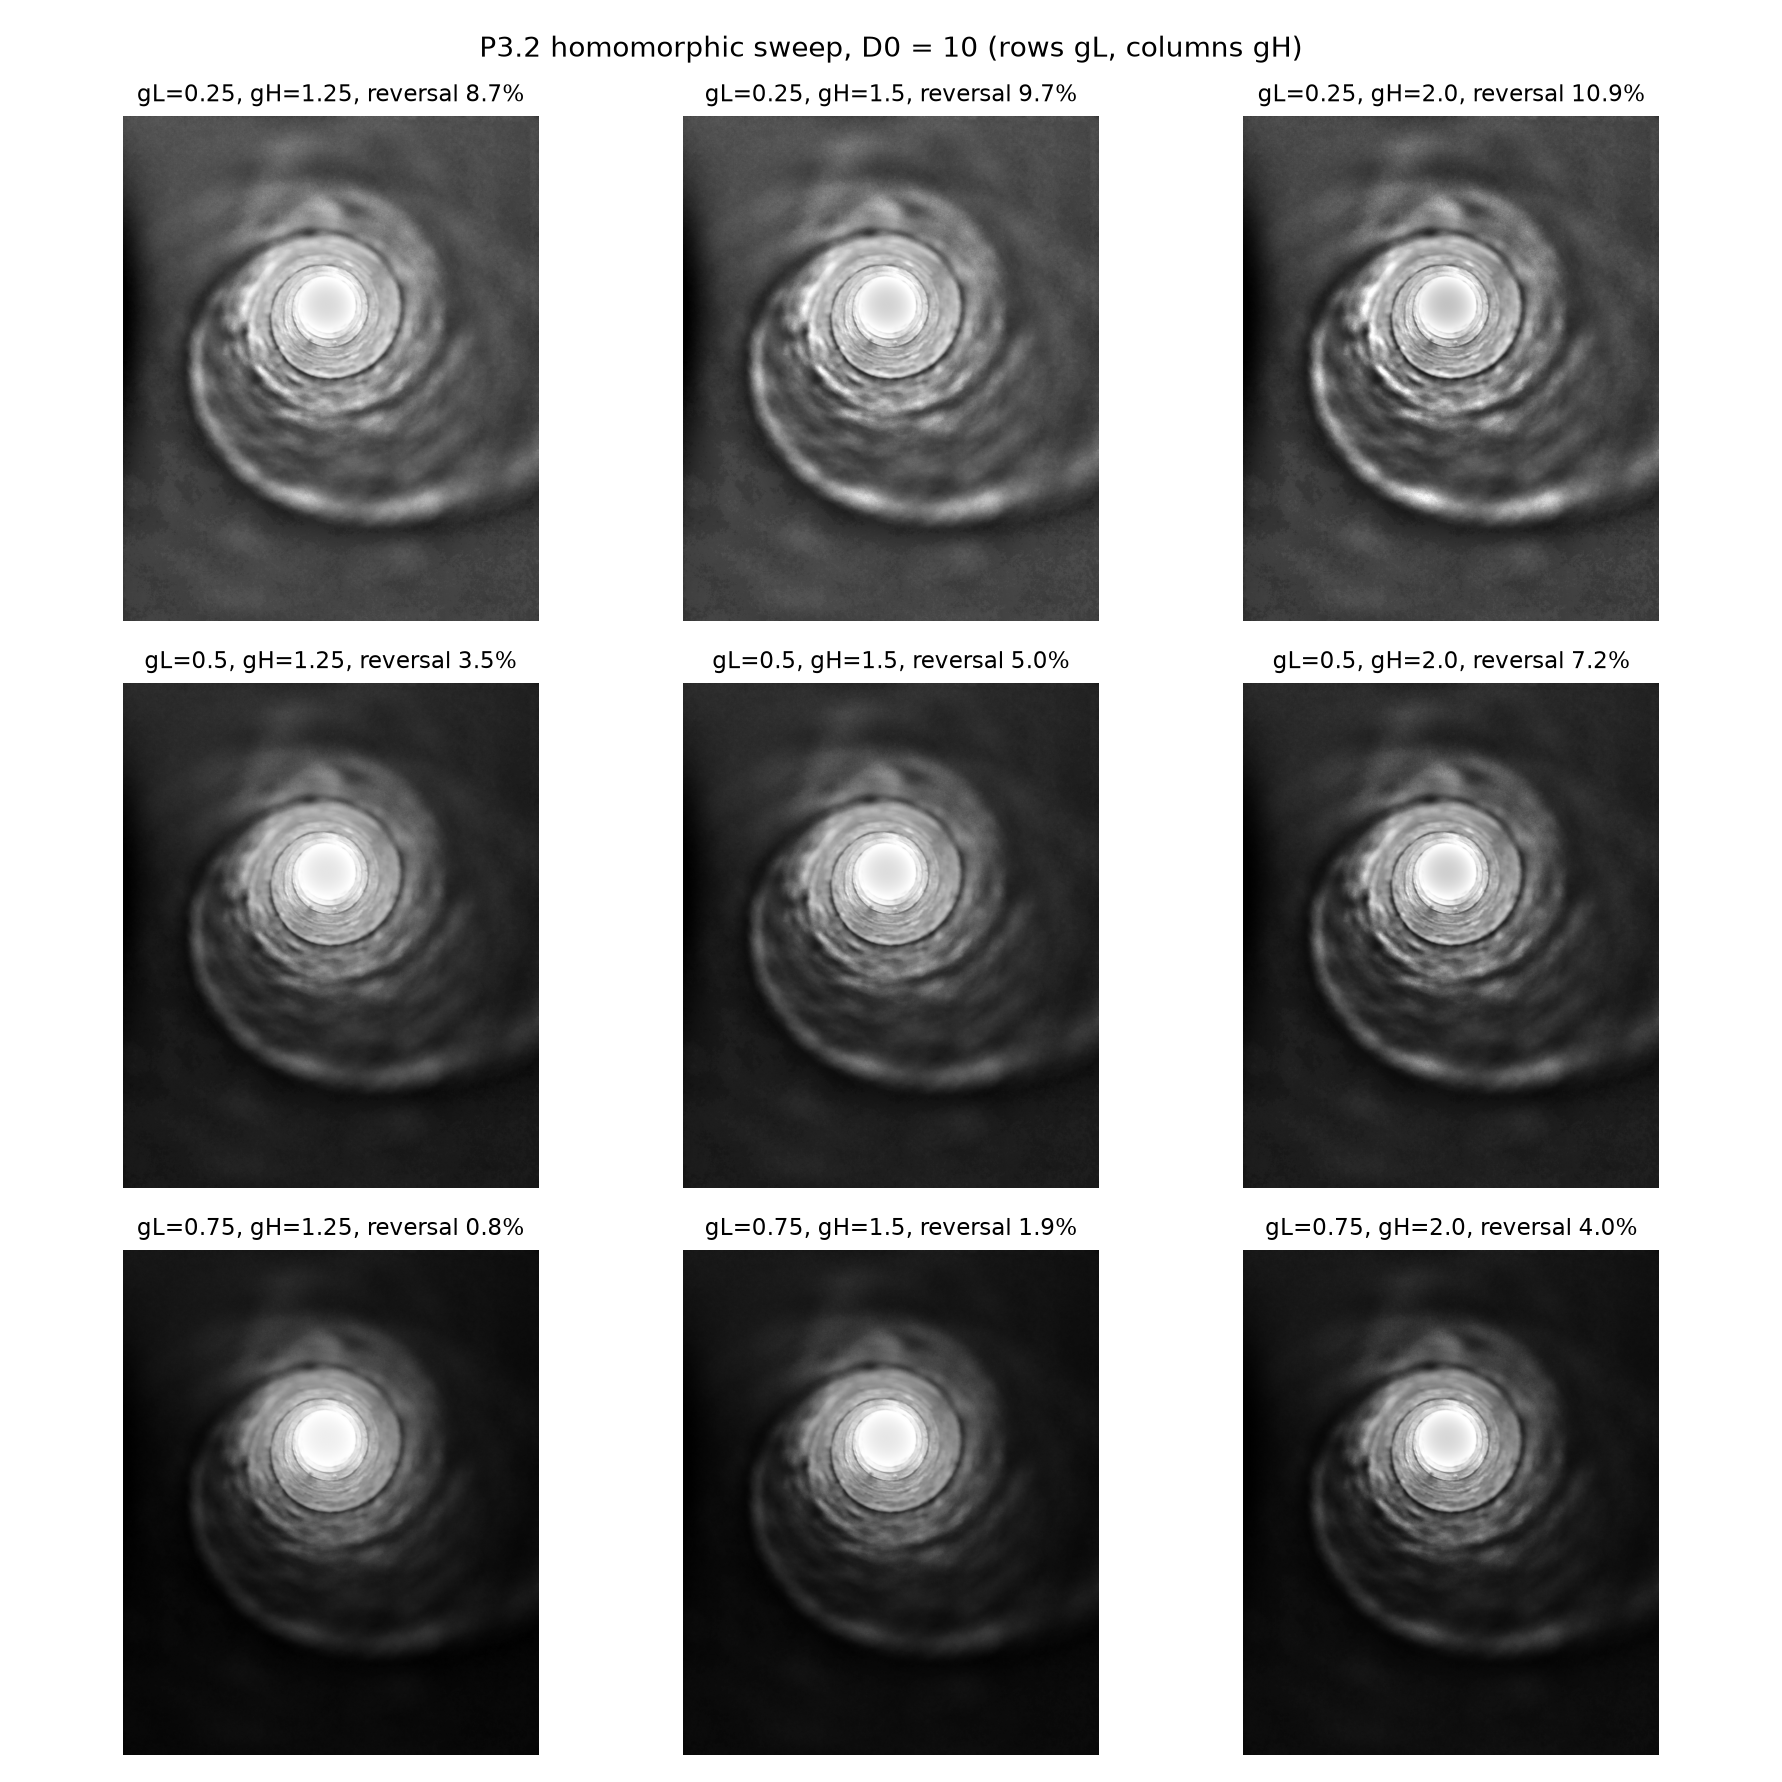 P3.2 homomorphic sweep, D0 = 10 (rows gL, columns gH)
gL=0.25, gH=1.25, reversal 8.7%
gL=0.25, gH=1.5, reversal 9.7%
gL=0.25, gH=2.0, reversal 10.9%
gL=0.5, gH=1.25, reversal 3.5%
gL=0.5, gH=1.5, reversal 5.0%
gL=0.5, gH=2.0, reversal 7.2%
gL=0.75, gH=1.25, reversal 0.8%
gL=0.75, gH=1.5, reversal 1.9%
gL=0.75, gH=2.0, reversal 4.0%